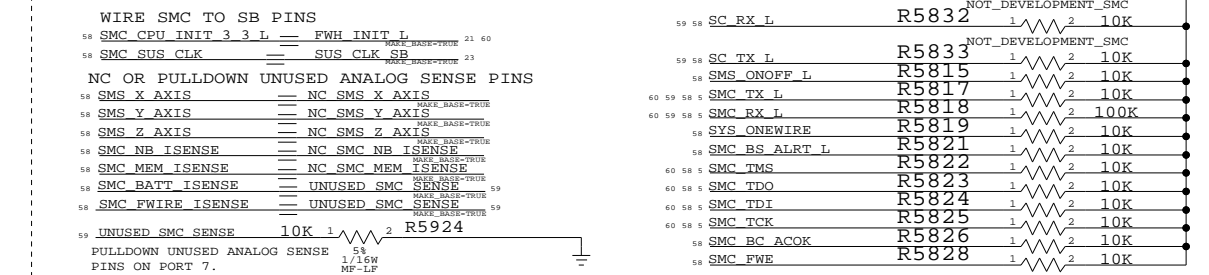 WIRE SMC TO SB PINS
58 SMC_CPU_INIT_3_3_L FWH_INIT_L 21 60
MAKE_BASE=TRUE
58 SMC_SUS_CLK SUS_CLK_SB 23
MAKE_BASE=TRUE
NC OR PULLDOWN UNUSED ANALOG SENSE PINS
58 SMS_X_AXIS NC_SMS_X_AXIS
MAKE_BASE=TRUE
58 SMS_Y_AXIS NC_SMS_Y_AXIS
MAKE_BASE=TRUE
58 SMS_Z_AXIS NC_SMS_Z_AXIS
MAKE_BASE=TRUE
58 SMC_NB_ISENSE NC_SMC_NB_ISENSE
MAKE_BASE=TRUE
58 SMC_MEM_ISENSE NC_SMC_MEM_ISENSE
MAKE_BASE=TRUE
58 SMC_BATT_ISENSE UNUSED_SMC_SENSE 59
MAKE_BASE=TRUE
58 SMC_FWIRE_ISENSE UNUSED_SMC_SENSE 59
MAKE_BASE=TRUE
59 UNUSED_SMC_SENSE 10K 1 2 R5924
PULLDOWN UNUSED ANALOG SENSE
PINS ON PORT 7.
5%
1/16W
MF-LF
NOT_DEVELOPMENT_SMC
59 58 SC_RX_L R5832 1 2 10K
NOT_DEVELOPMENT_SMC
59 58 SC_TX_L R5833 1 2 10K
58 SMS_ONOFF_L R5815 1 2 10K
60 59 58 5 SMC_TX_L R5817 1 2 10K
60 59 58 5 SMC_RX_L R5818 1 2 100K
58 SYS_ONEWIRE R5819 1 2 10K
58 SMC_BS_ALRT_L R5821 1 2 10K
60 58 5 SMC_TMS R5822 1 2 10K
60 58 5 SMC_TDO R5823 1 2 10K
60 58 5 SMC_TDI R5824 1 2 10K
60 58 5 SMC_TCK R5825 1 2 10K
58 SMC_BC_ACOK R5826 1 2 10K
58 SMC_FWE R5828 1 2 10K